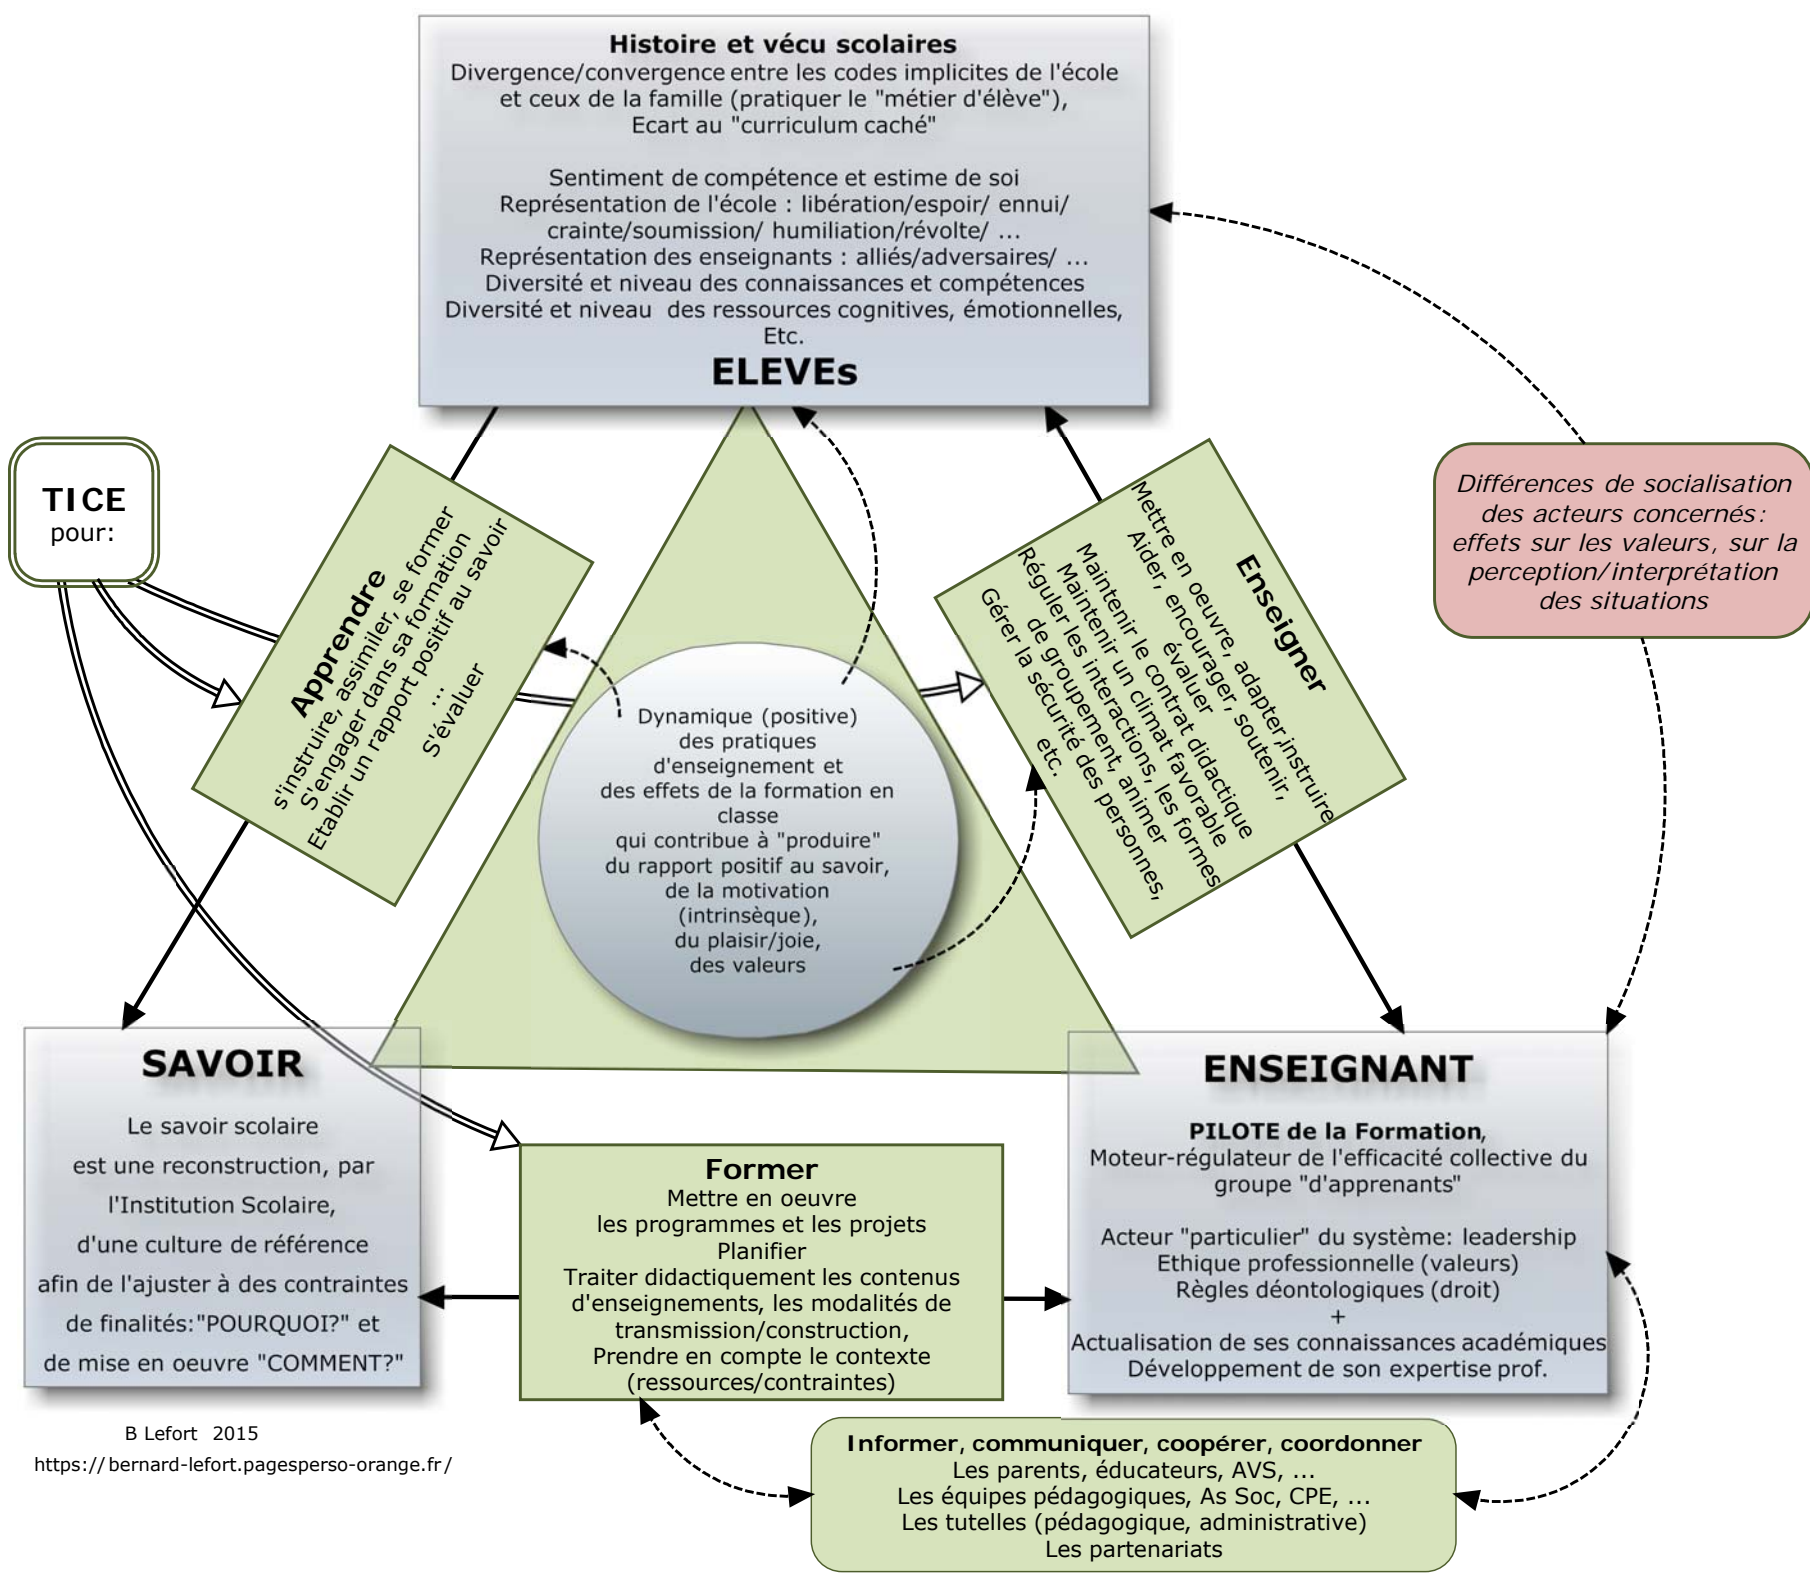 Histoire et vécu scolaires
Divergence/convergence entre les codes implicites de l'école
et ceux de la famille (pratiquer le "métier d'élève"),
Ecart au "curriculum caché"
Sentiment de compétence et estime de soi
Représentation de l'école : libération/espoir/ ennui/
crainte/soumission/ humiliation/révolte/ ...
Représentation des enseignants : alliés/adversaires/ ...
Diversité et niveau des connaissances et compétences
Diversité et niveau des ressources cognitives, émotionnelles,
Etc.
ELEVEs
TICE
pour:
Apprendre
s'instruire, assimiler, se former
S'engager dans sa formation
Etablir un rapport positif au savoir
...
S'évaluer
Enseigner
Mettre en oeuvre, adapter,instruire
Aider, encourager, soutenir,
évaluer
Maintenir le contrat didactique
Maintenir un climat favorable
Réguler les interactions, les formes
de groupement, animer
Gérer la sécurité des personnes,
etc.
Différences de socialisation
des acteurs concernés:
effets sur les valeurs, sur la
perception/interprétation
des situations
Dynamique (positive)
des pratiques
d'enseignement et
des effets de la formation en
classe
qui contribue à "produire"
du rapport positif au savoir,
de la motivation
(intrinsèque),
du plaisir/joie,
des valeurs
SAVOIR
Le savoir scolaire
est une reconstruction, par
l'Institution Scolaire,
d'une culture de référence
afin de l'ajuster à des contraintes
de finalités:"POURQUOI?" et
de mise en oeuvre "COMMENT?"
ENSEIGNANT
PILOTE de la Formation,
Moteur-régulateur de l'efficacité collective du
groupe "d'apprenants"
Acteur "particulier" du système: leadership
Ethique professionnelle (valeurs)
Règles déontologiques (droit)
+
Actualisation de ses connaissances académiques
Développement de son expertise prof.
Former
Mettre en oeuvre
les programmes et les projets
Planifier
Traiter didactiquement les contenus
d'enseignements, les modalités de
transmission/construction,
Prendre en compte le contexte
(ressources/contraintes)
Informer, communiquer, coopérer, coordonner
Les parents, éducateurs, AVS, ...
Les équipes pédagogiques, As Soc, CPE, ...
Les tutelles (pédagogique, administrative)
Les partenariats
B Lefort 2015
https://bernard-lefort.pagesperso-orange.fr/